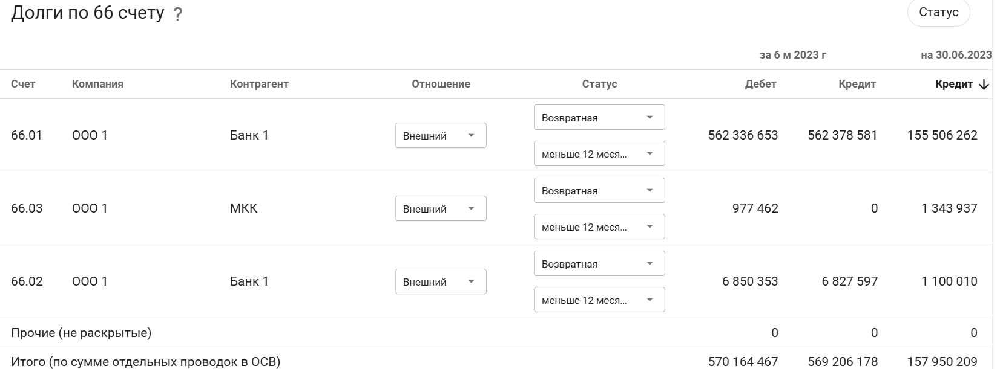 Долги по 66 счету ?
Статус
за 6 м 2023 г на 30.06.2023
Счет Компания Контрагент Отношение Статус Дебет Кредит Кредит
66.01 ООО 1 Банк 1 Внешний Возвратная 562 336 653 562 378 581 155 506 262
меньше 12 меся...
66.03 ООО 1 МКК Внешний Возвратная 977 462 0 1 343 937
меньше 12 меся...
66.02 ООО 1 Банк 1 Внешний Возвратная 6 850 353 6 827 597 1 100 010
меньше 12 меся...
Прочие (не раскрытые) 0 0 0
Итого (по сумме отдельных проводок в ОСВ) 570 164 467 569 206 178 157 950 209